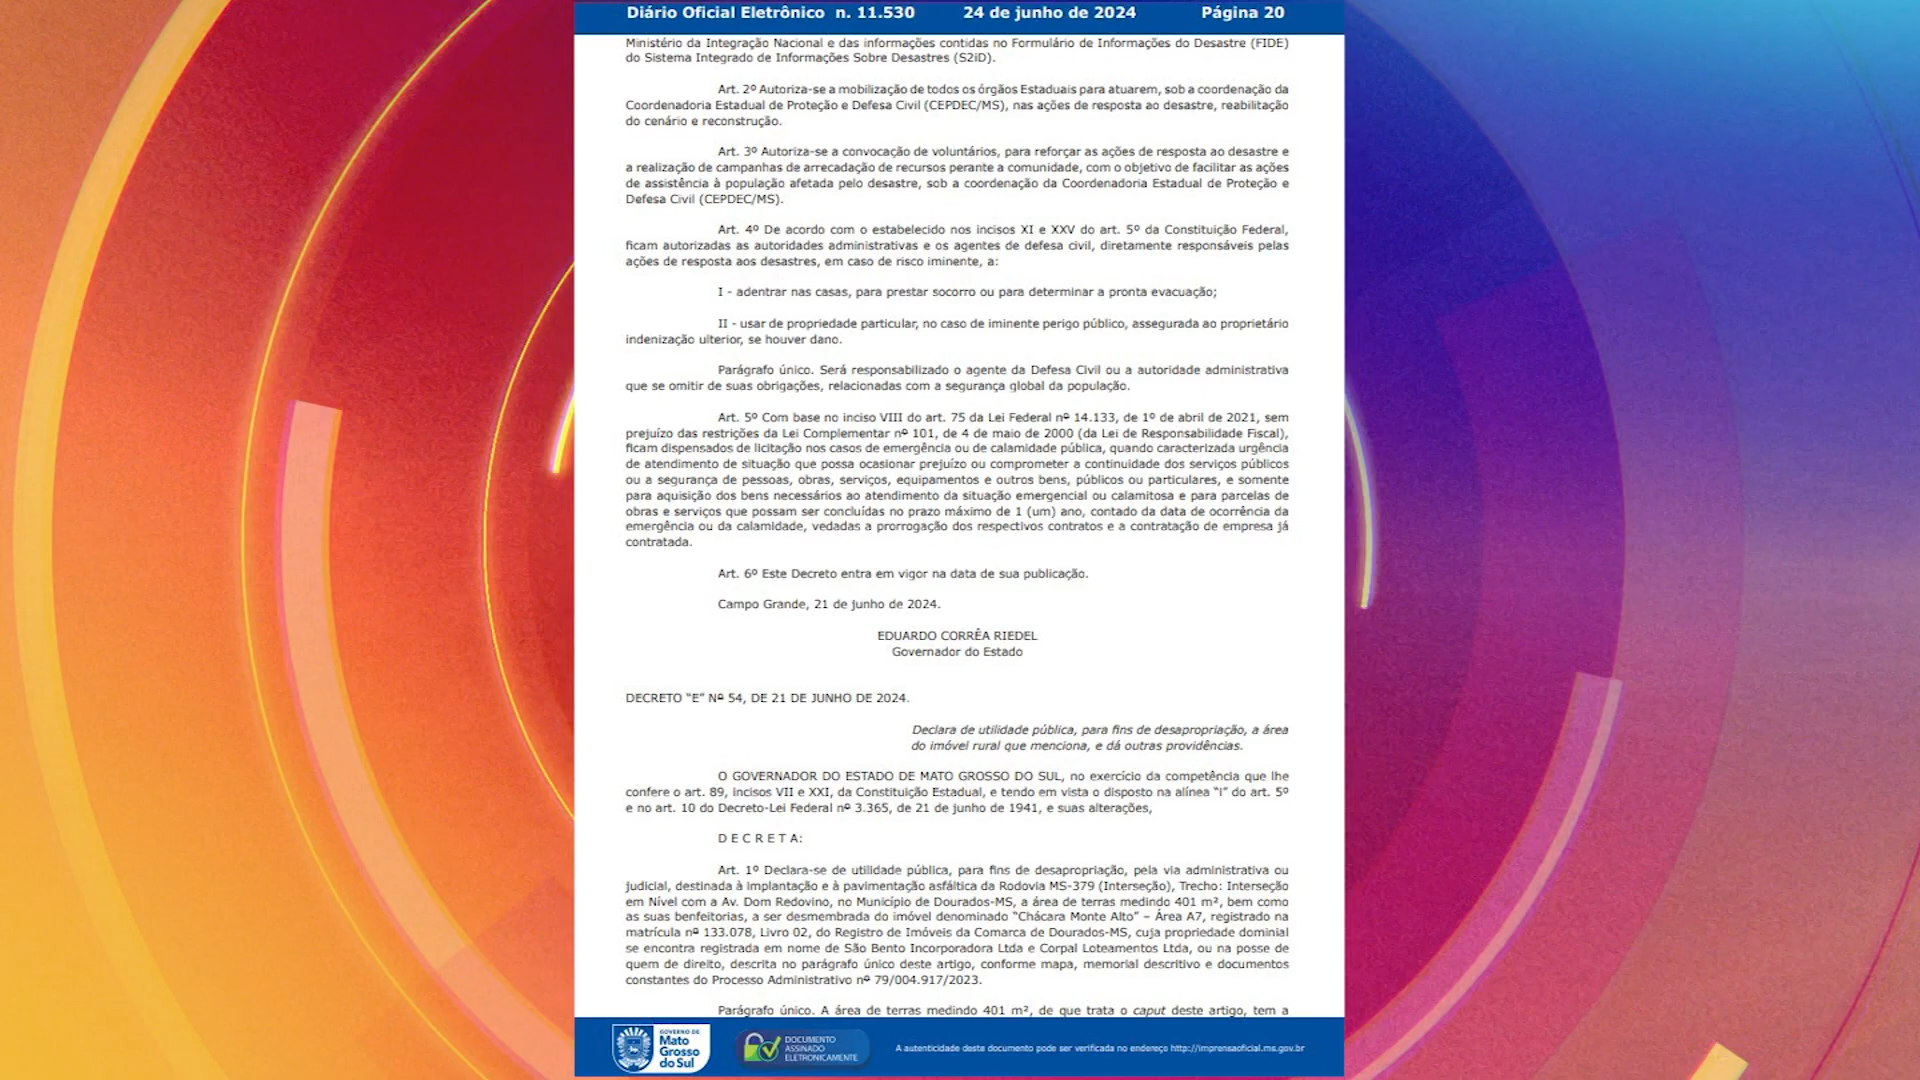 Diário Oficial Eletrônico n. 11.530 24 de junho de 2024 Página 20
Ministério da Integração Nacional e das informações contidas no Formulário de Informações do Desastre (FIDE)
do Sistema Integrado de Informações Sobre Desastres (S2iD).
Art. 2º Autoriza-se a mobilização de todos os órgãos Estaduais para atuarem, sob a coordenação da
Coordenadoria Estadual de Proteção e Defesa Civil (CEPDEC/MS), nas ações de resposta ao desastre, reabilitação
do cenário e reconstrução.
Art. 3º Autoriza-se a convocação de voluntários, para reforçar as ações de resposta ao desastre e
a realização de campanhas de arrecadação de recursos perante a comunidade, com o objetivo de facilitar as ações
de assistência à população afetada pelo desastre, sob a coordenação da Coordenadoria Estadual de Proteção e
Defesa Civil (CEPDEC/MS).
Art. 4º De acordo com o estabelecido nos incisos XI e XXV do art. 5º da Constituição Federal,
ficam autorizadas as autoridades administrativas e os agentes de defesa civil, diretamente responsáveis pelas
ações de resposta aos desastres, em caso de risco iminente, a:
I - adentrar nas casas, para prestar socorro ou para determinar a pronta evacuação;
II - usar de propriedade particular, no caso de iminente perigo público, assegurada ao proprietário
indenização ulterior, se houver dano.
Parágrafo único. Será responsabilizado o agente da Defesa Civil ou a autoridade administrativa
que se omitir de suas obrigações, relacionadas com a segurança global da população.
Art. 5º Com base no inciso VIII do art. 75 da Lei Federal nº 14.133, de 1º de abril de 2021, sem
prejuízo das restrições da Lei Complementar nº 101, de 4 de maio de 2000 (da Lei de Responsabilidade Fiscal),
ficam dispensados de licitação nos casos de emergência ou de calamidade pública, quando caracterizada urgência
de atendimento de situação que possa ocasionar prejuízo ou comprometer a continuidade dos serviços públicos
ou a segurança de pessoas, obras, serviços, equipamentos e outros bens, públicos ou particulares, e somente
para aquisição dos bens necessários ao atendimento da situação emergencial ou calamitosa e para parcelas de
obras e serviços que possam ser concluídas no prazo máximo de 1 (um) ano, contado da data de ocorrência da
emergência ou da calamidade, vedadas a prorrogação dos respectivos contratos e a contratação de empresa já
contratada.
Art. 6º Este Decreto entra em vigor na data de sua publicação.
Campo Grande, 21 de junho de 2024.
EDUARDO CORRÊA RIEDEL
Governador do Estado
DECRETO “E” Nº 54, DE 21 DE JUNHO DE 2024.
Declara de utilidade pública, para fins de desapropriação, a área
do imóvel rural que menciona, e dá outras providências.
O GOVERNADOR DO ESTADO DE MATO GROSSO DO SUL, no exercício da competência que lhe
confere o art. 89, incisos VII e XXI, da Constituição Estadual, e tendo em vista o disposto na alínea “i” do art. 5º
e no art. 10 do Decreto-Lei Federal nº 3.365, de 21 de junho de 1941, e suas alterações,
D E C R E T A:
Art. 1º Declara-se de utilidade pública, para fins de desapropriação, pela via administrativa ou
judicial, destinada à implantação e à pavimentação asfáltica da Rodovia MS-379 (Interseção), Trecho: Interseção
em Nível com a Av. Dom Redovino, no Município de Dourados-MS, a área de terras medindo 401 m², bem como
as suas benfeitorias, a ser desmembrada do imóvel denominado “Chácara Monte Alto” – Área A7, registrado na
matrícula nº 133.078, Livro 02, do Registro de Imóveis da Comarca de Dourados-MS, cuja propriedade dominial
se encontra registrada em nome de São Bento Incorporadora Ltda e Corpal Loteamentos Ltda, ou na posse de
quem de direito, descrita no parágrafo único deste artigo, conforme mapa, memorial descritivo e documentos
constantes do Processo Administrativo nº 79/004.917/2023.
Parágrafo único. A área de terras medindo 401 m², de que trata o caput deste artigo, tem a
GOVERNO DE
Mato
Grosso
do Sul
DOCUMENTO
ASSINADO
ELETRONICAMENTE
A autenticidade deste documento pode ser verificada no endereço http://imprensaoficial.ms.gov.br